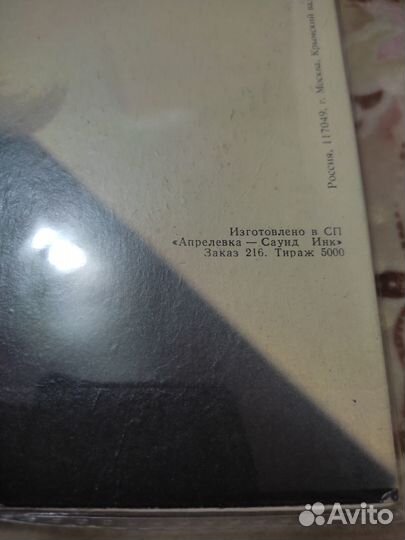 Россия, 117049, г. Москва, Крымский вал
Изготовлено в СП
«Апрелевка — Саунд Инк»
Заказ 216. Тираж 5000
Avito